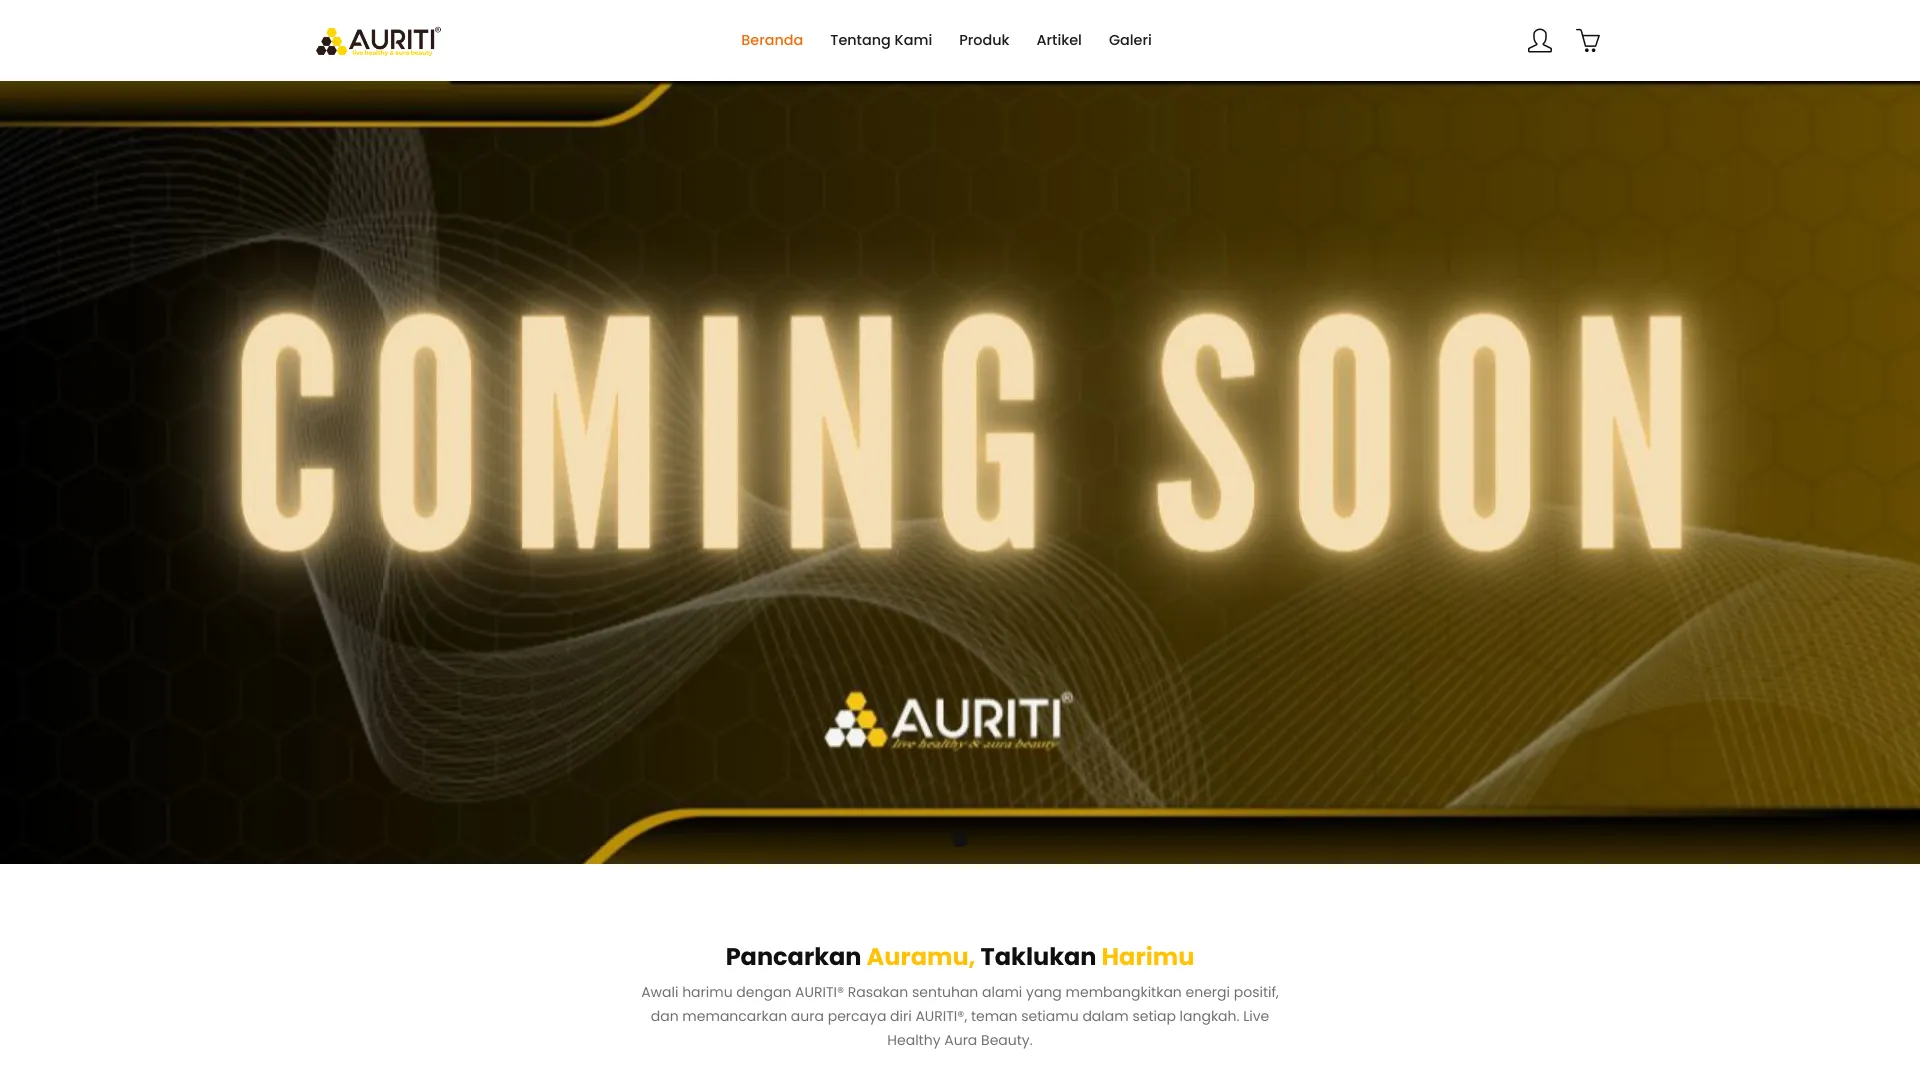 AURITI®
live healthy & aura beauty
Beranda Tentang Kami Produk Artikel Galeri
COMING SOON
AURITI®
live healthy & aura beauty
Pancarkan Auramu, Taklukan Harimu
Awali harimu dengan AURITI® Rasakan sentuhan alami yang membangkitkan energi positif,
dan memancarkan aura percaya diri AURITI®, teman setiamu dalam setiap langkah. Live
Healthy Aura Beauty.